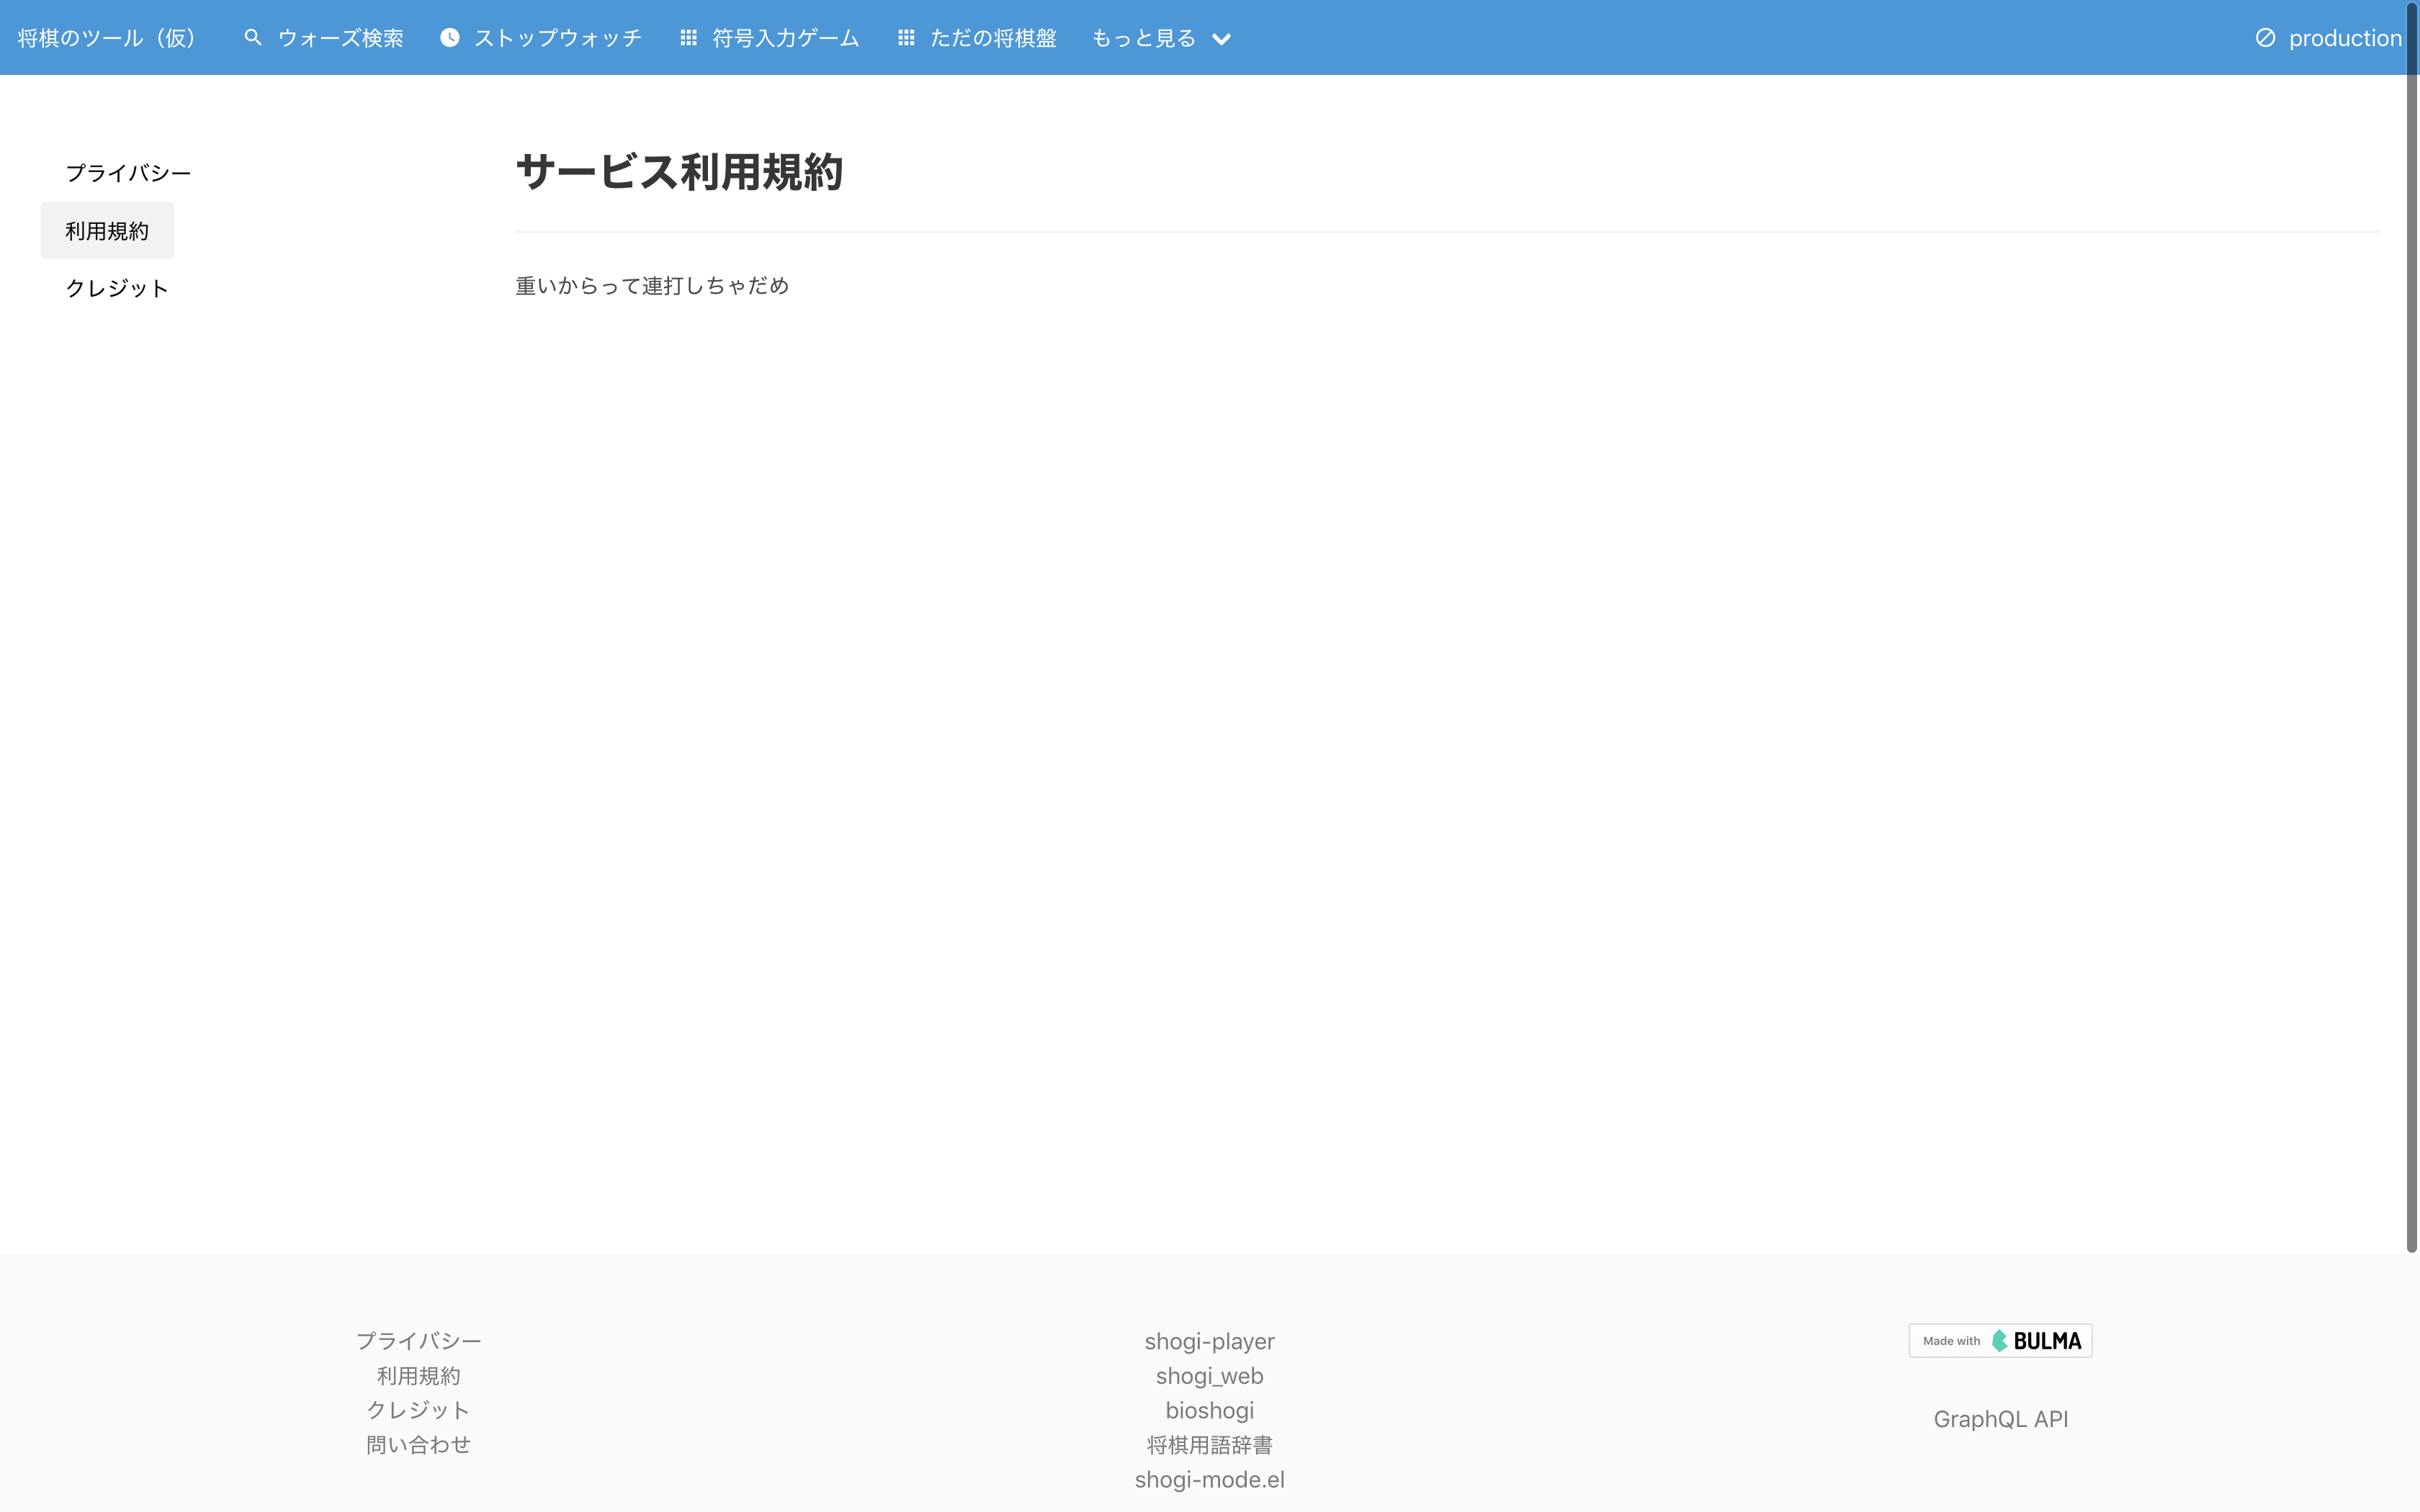 将棋のツール（仮） ウォーズ検索 ストップウォッチ 符号入力ゲーム ただの将棋盤 もっと見る production
プライバシー
利用規約
クレジット
サービス利用規約
重いからって連打しちゃだめ
プライバシー
利用規約
クレジット
問い合わせ
shogi-player
shogi_web
bioshogi
将棋用語辞書
shogi-mode.el
Made with BULMA
GraphQL API